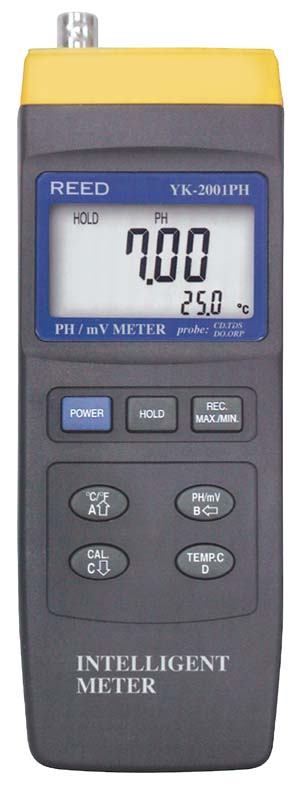 REED YK-2001PH
HOLD PH
7.00
25.0 °C
PH / mV METER probe: CD.TDS
DO.ORP
POWER HOLD REC.
MAX./MIN.
°C/°F PH/mV
A⇧ B⇦
CAL. TEMP.C
C⇩ D
INTELLIGENT
METER